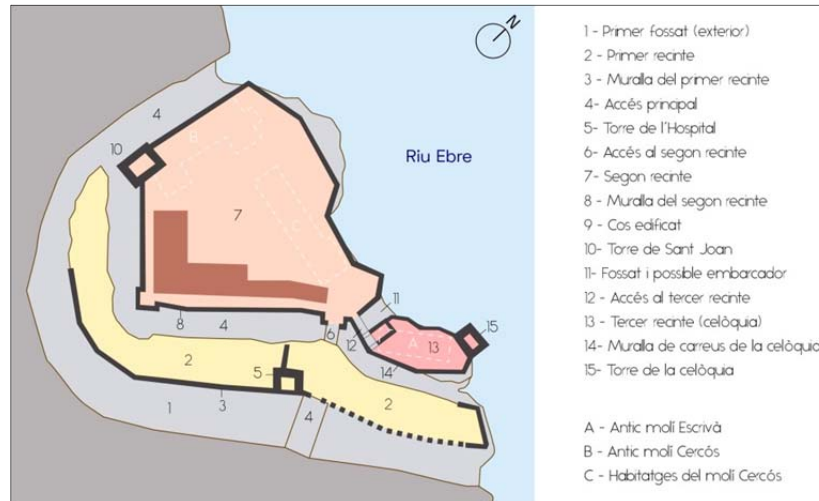 N
4
10
B
Riu Ebre
C
7
11
15
8
4
6
12
A
13
14
2
5
2
1
3
4
1 - Primer fossat (exterior)
2 - Primer recinte
3 - Muralla del primer recinte
4- Accés principal
5- Torre de l'Hospital
6- Accés al segon recinte
7- Segon recinte
8 - Muralla del segon recinte
9 - Cos edificat
10- Torre de Sant Joan
11- Fossat i possible embarcador
12 - Accés al tercer recinte
13 - Tercer recinte (celòquia)
14- Muralla de carreus de la celòquia
15- Torre de la celòquia
A - Antic molí Escrivà
B - Antic molí Cercós
C - Habitatges del molí Cercós